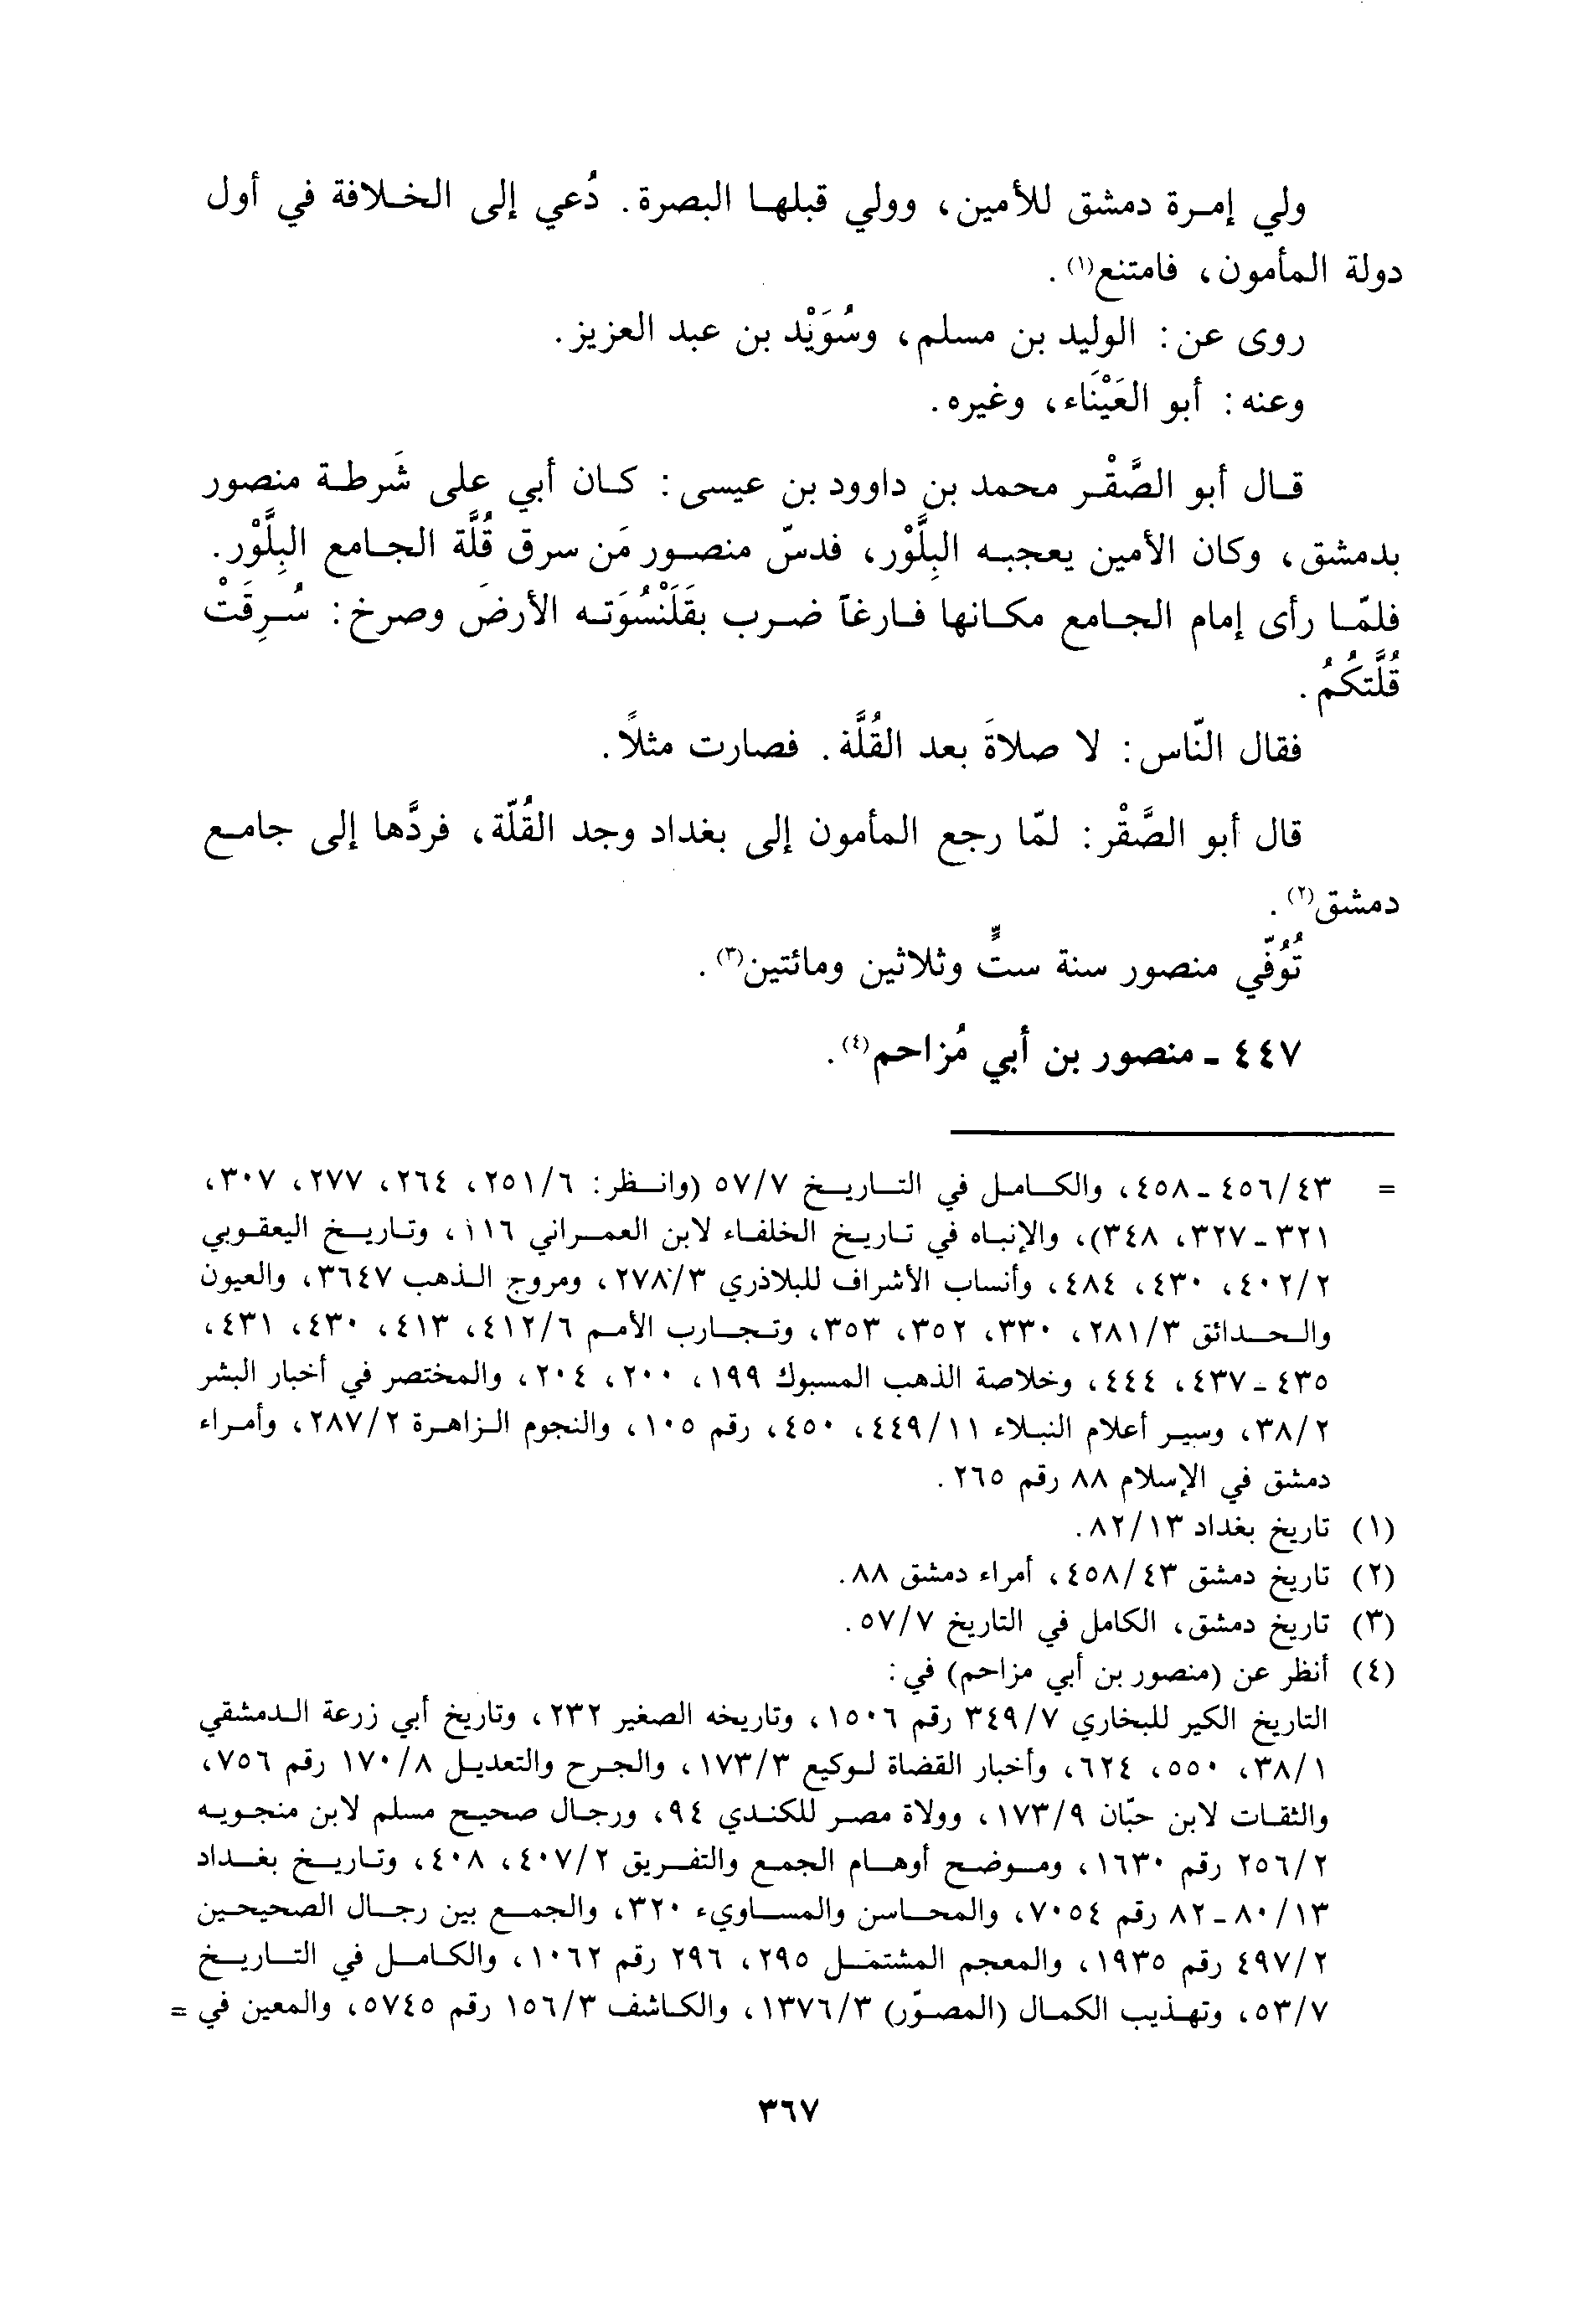 ولي إمرة دمشق للأمين، وولي قبلها البصرة. دُعي إلى الخلافة في أول
دولة المأمون، فامتنع(١).
روى عن: الوليد بن مسلم، وسُوَيْد بن عبد العزيز.
وعنه: أبو العَيْنَاء، وغيره.
قال أبو الصَّقْر محمد بن داوود بن عيسى: كان أبي على شَرطة منصور
بدمشق، وكان الأمين يعجبه البِلَّوْر، فدسّ منصور مَن سرق قُلَّة الجامع البِلَّوْر.
فلمّا رأى إمام الجامع مكانها فارغاً ضرب بقَلَنْسُوَته الأرضَ وصرخ: سُرِقَتْ
قُلَّتكُمُ.
فقال النّاس: لا صلاةَ بعد القُلَّة. فصارت مثلاً.
قال أبو الصَّقْر: لمّا رجع المأمون إلى بغداد وجد القُلّة، فردَّها إلى جامع
دمشق(٢).
تُوُفّي منصور سنة ستٍّ وثلاثين ومائتين(٣).
٤٤٧ - منصور بن أبي مُزاحم(٤).
= ٤٥٦/٤٣ - ٤٥٨، والكامل في التاريخ ٥٧/٧ (وانظر: ٢٥١/٦، ٢٦٤، ٢٧٧، ٣٠٧،
٣٢١ - ٣٢٧، ٣٤٨)، والإنباه في تاريخ الخلفاء لابن العمراني ١١٦، وتاريخ اليعقوبي
٤٠٢/٢، ٤٣٠، ٤٨٤، وأنساب الأشراف للبلاذري ٢٧٨/٣، ومروج الذهب ٣٦٤٧، والعيون
والحدائق ٢٨١/٣، ٣٣٠، ٣٥٢، ٣٥٣، وتجارب الأمم ٤١٢/٦، ٤١٣، ٤٣٠، ٤٣١،
٤٣٥ - ٤٣٧، ٤٤٤، وخلاصة الذهب المسبوك ١٩٩، ٢٠٠، ٢٠٤، والمختصر في أخبار البشر
٣٨/٢، وسير أعلام النبلاء ٤٤٩/١١، ٤٥٠، رقم ١٠٥، والنجوم الزاهرة ٢٨٧/٢، وأمراء
دمشق في الإسلام ٨٨ رقم ٢٦٥.
(١) تاريخ بغداد ٨٢/١٣.
(٢) تاريخ دمشق ٤٥٨/٤٣، أمراء دمشق ٨٨.
(٣) تاريخ دمشق، الكامل في التاريخ ٥٧/٧.
(٤) أنظر عن (منصور بن أبي مزاحم) في:
التاريخ الكير للبخاري ٣٤٩/٧ رقم ١٥٠٦، وتاريخه الصغير ٢٣٢، وتاريخ أبي زرعة الدمشقي
٣٨/١، ٥٥٠، ٦٢٤، وأخبار القضاة لوكيع ١٧٣/٣، والجرح والتعديل ١٧٠/٨ رقم ٧٥٦،
والثقات لابن حبّان ١٧٣/٩، وولاة مصر للكندي ٩٤، ورجال صحيح مسلم لابن منجويه
٢٥٦/٢ رقم ١٦٣٠، وموضح أوهام الجمع والتفريق ٤٠٧/٢، ٤٠٨، وتاريخ بغداد
٨٠/١٣ - ٨٢ رقم ٧٠٥٤، والمحاسن والمساويء ٣٢٠، والجمع بين رجال الصحيحين
٤٩٧/٢ رقم ١٩٣٥، والمعجم المشتمل ٢٩٥، ٢٩٦ رقم ١٠٦٢، والكامل في التاريخ
٥٣/٧، وتهذيب الكمال (المصوّر) ١٣٧٦/٣، والكاشف ١٥٦/٣ رقم ٥٧٤٥، والمعين في =
٣٦٧